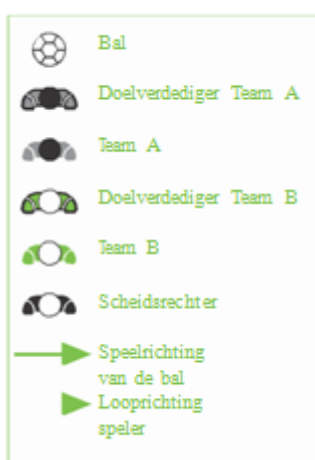 Bal
Doelverdediger Team A
Team A
Doelverdediger Team B
Team B
Scheidsrechter
Speelrichting
van de bal
Looprichting
speler